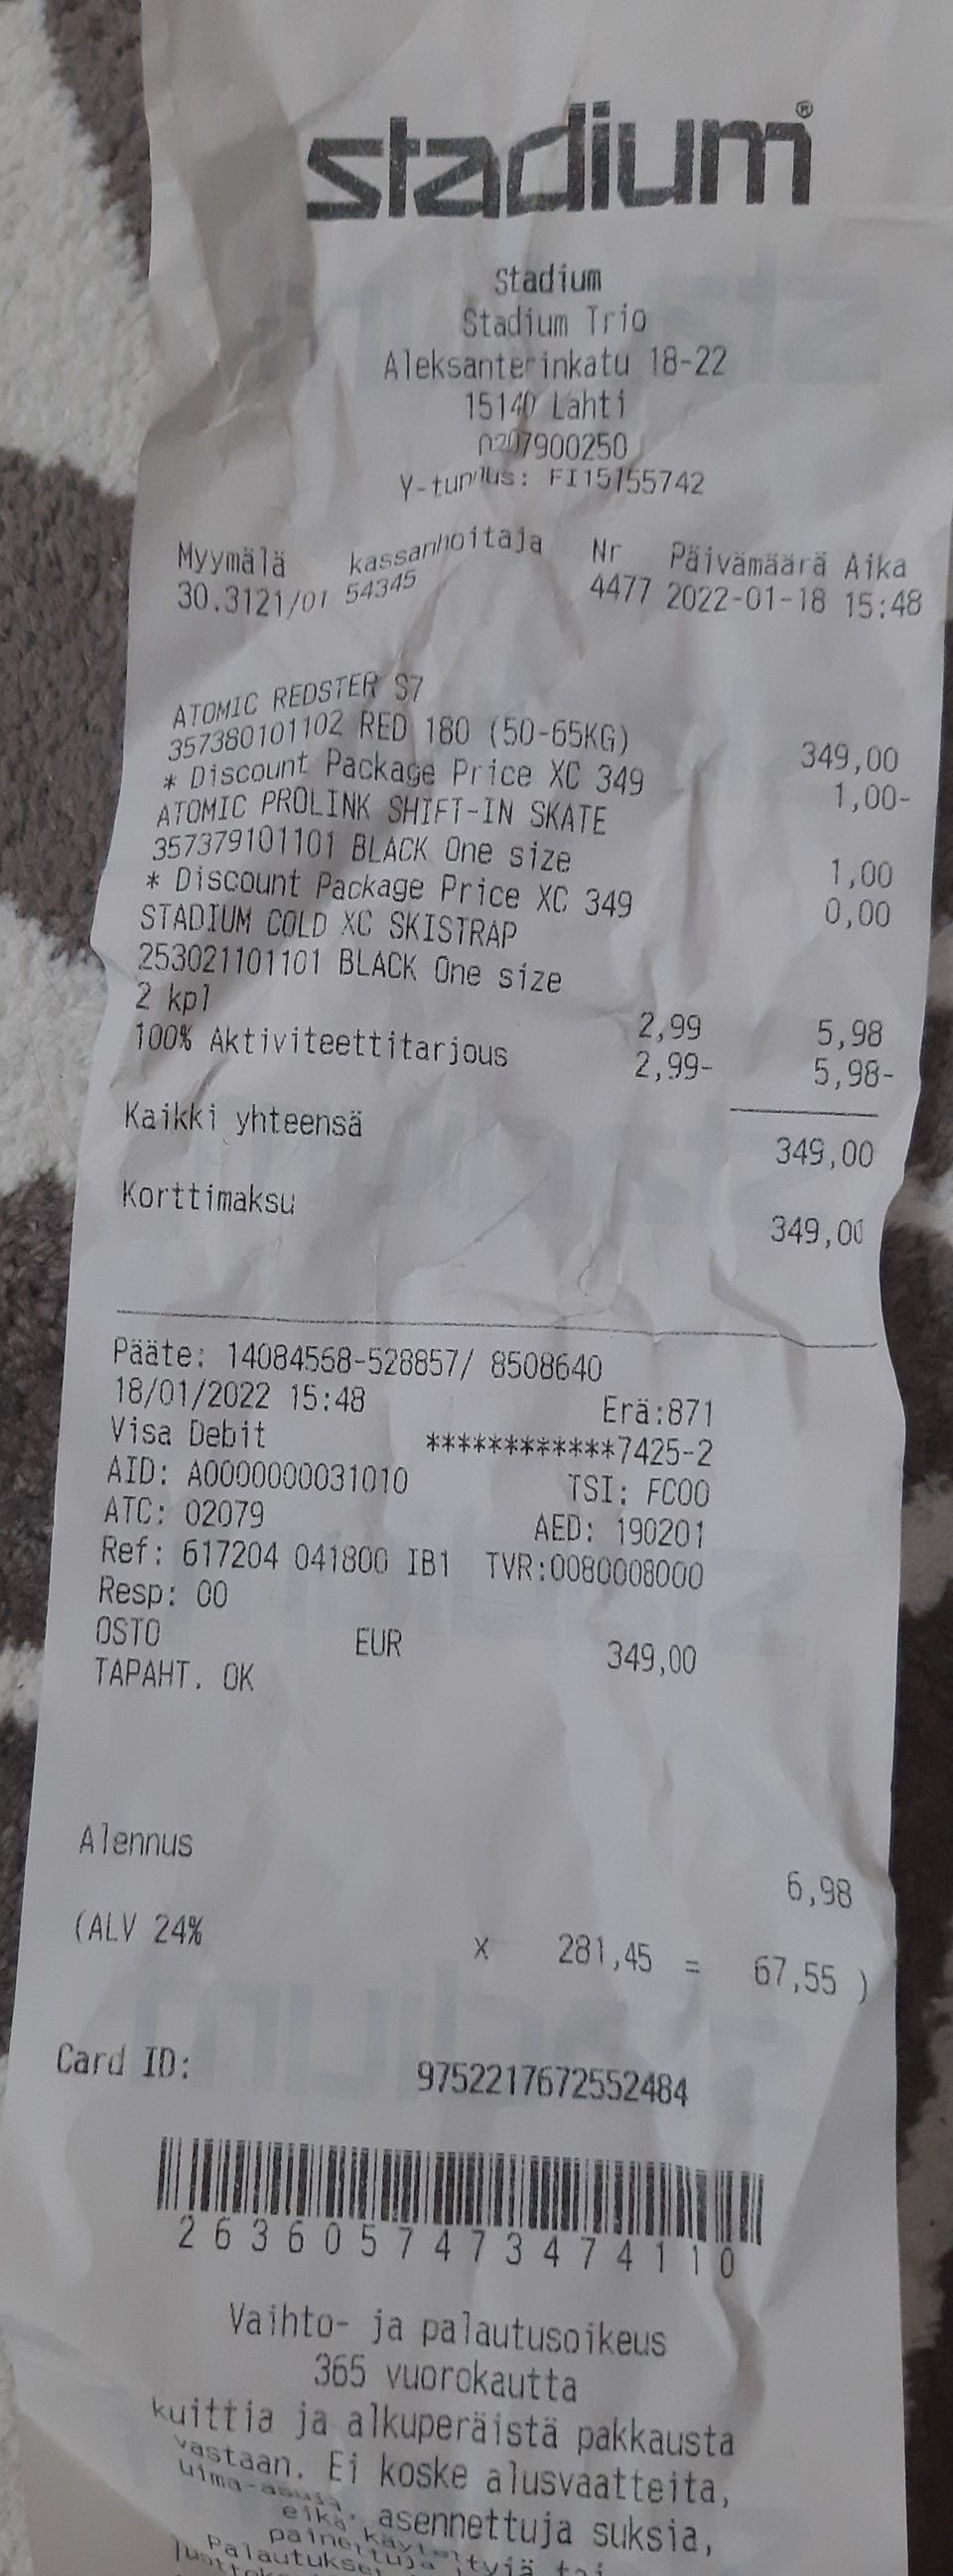 stadium®
Stadium
Stadium Trio
Aleksanterinkatu 18-22
15140 Lahti
0207900250
Y-tunnus: FI15155742
Myymälä kassanhoitaja Nr Päivämäärä Aika
30.3121/01 54345 4477 2022-01-18 15:48
ATOMIC REDSTER S7
357380101102 RED 180 (50-65KG) 349,00
* Discount Package Price XC 349 1,00-
ATOMIC PROLINK SHIFT-IN SKATE
357379101101 BLACK One size 1,00
* Discount Package Price XC 349 0,00
STADIUM COLD XC SKISTRAP
253021101101 BLACK One size
2 kpl 2,99 5,98
100% Aktiviteettitarjous 2,99- 5,98-
Kaikki yhteensä 349,00
Korttimaksu 349,00
Pääte: 14084568-528857/ 8508640
18/01/2022 15:48 Erä:871
Visa Debit ************7425-2
AID: A0000000031010 TSI: FC00
ATC: 02079 AED: 190201
Ref: 617204 041800 IB1 TVR:0080008000
Resp: 00
OSTO EUR 349,00
TAPAHT. OK
Alennus 6,98
(ALV 24% x 281,45 = 67,55 )
Card ID: 9752217672552484
2636057473474110
Vaihto- ja palautusoikeus
365 vuorokautta
kuittia ja alkuperäistä pakkausta
vastaan. Ei koske alusvaatteita,
uima-asuja, asennettuja suksia,
eikä käytettyjä tai
painettuja